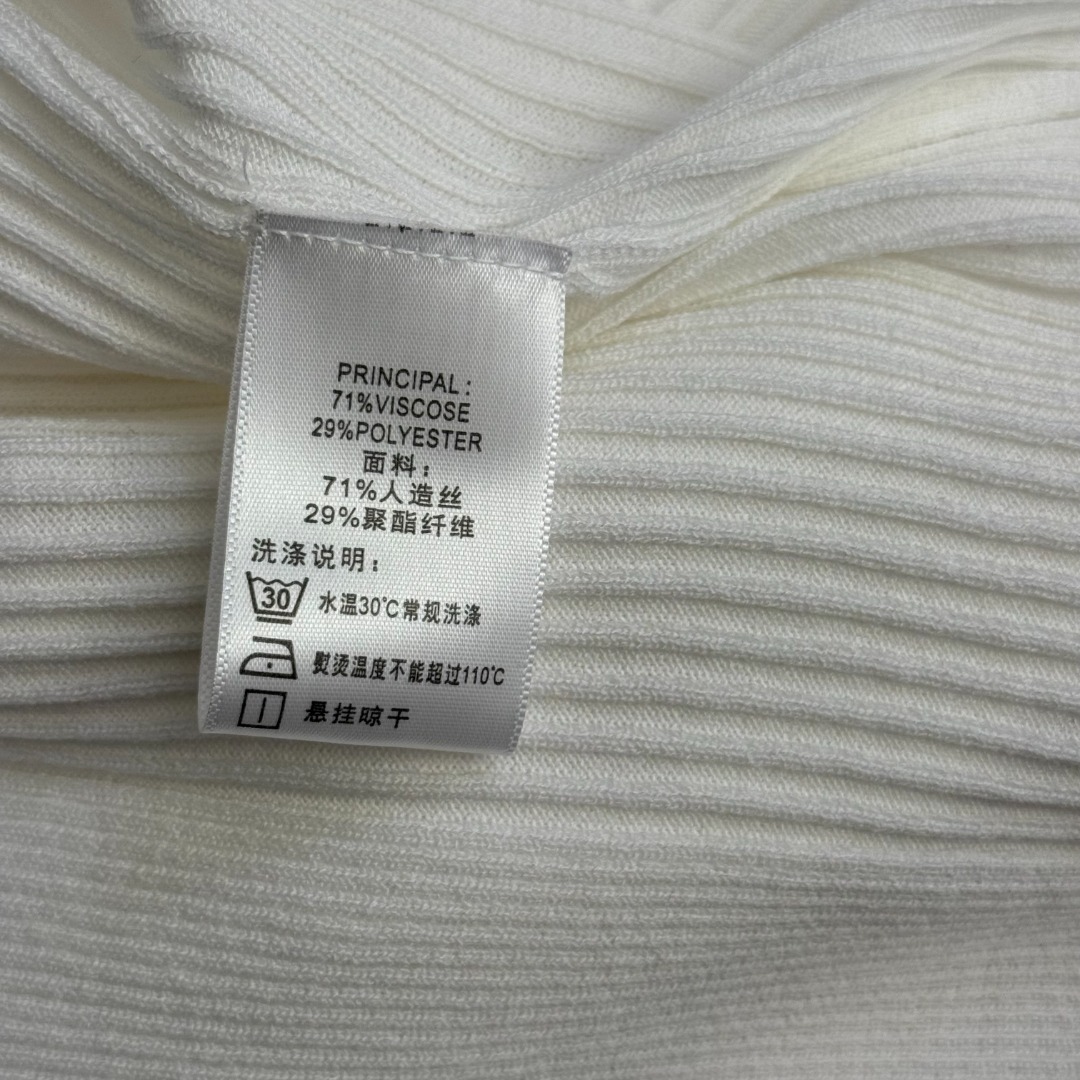 PRINCIPAL:
71%VISCOSE
29%POLYESTER
面料:
71%人造丝
29%聚酯纤维
洗涤说明:
30 水温30℃常规洗涤
熨烫温度不能超过110℃
悬挂晾干